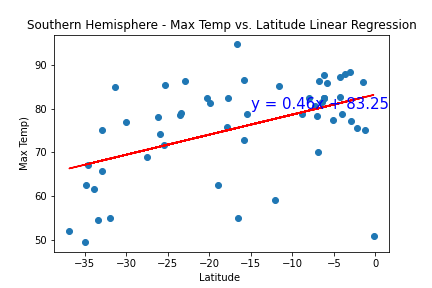 Southern Hemisphere - Max Temp vs. Latitude Linear Regression
Max Temp)
90
80
70
60
50
y = 0.46x + 83.25
−35 −30 −25 −20 −15 −10 −5 0
Latitude